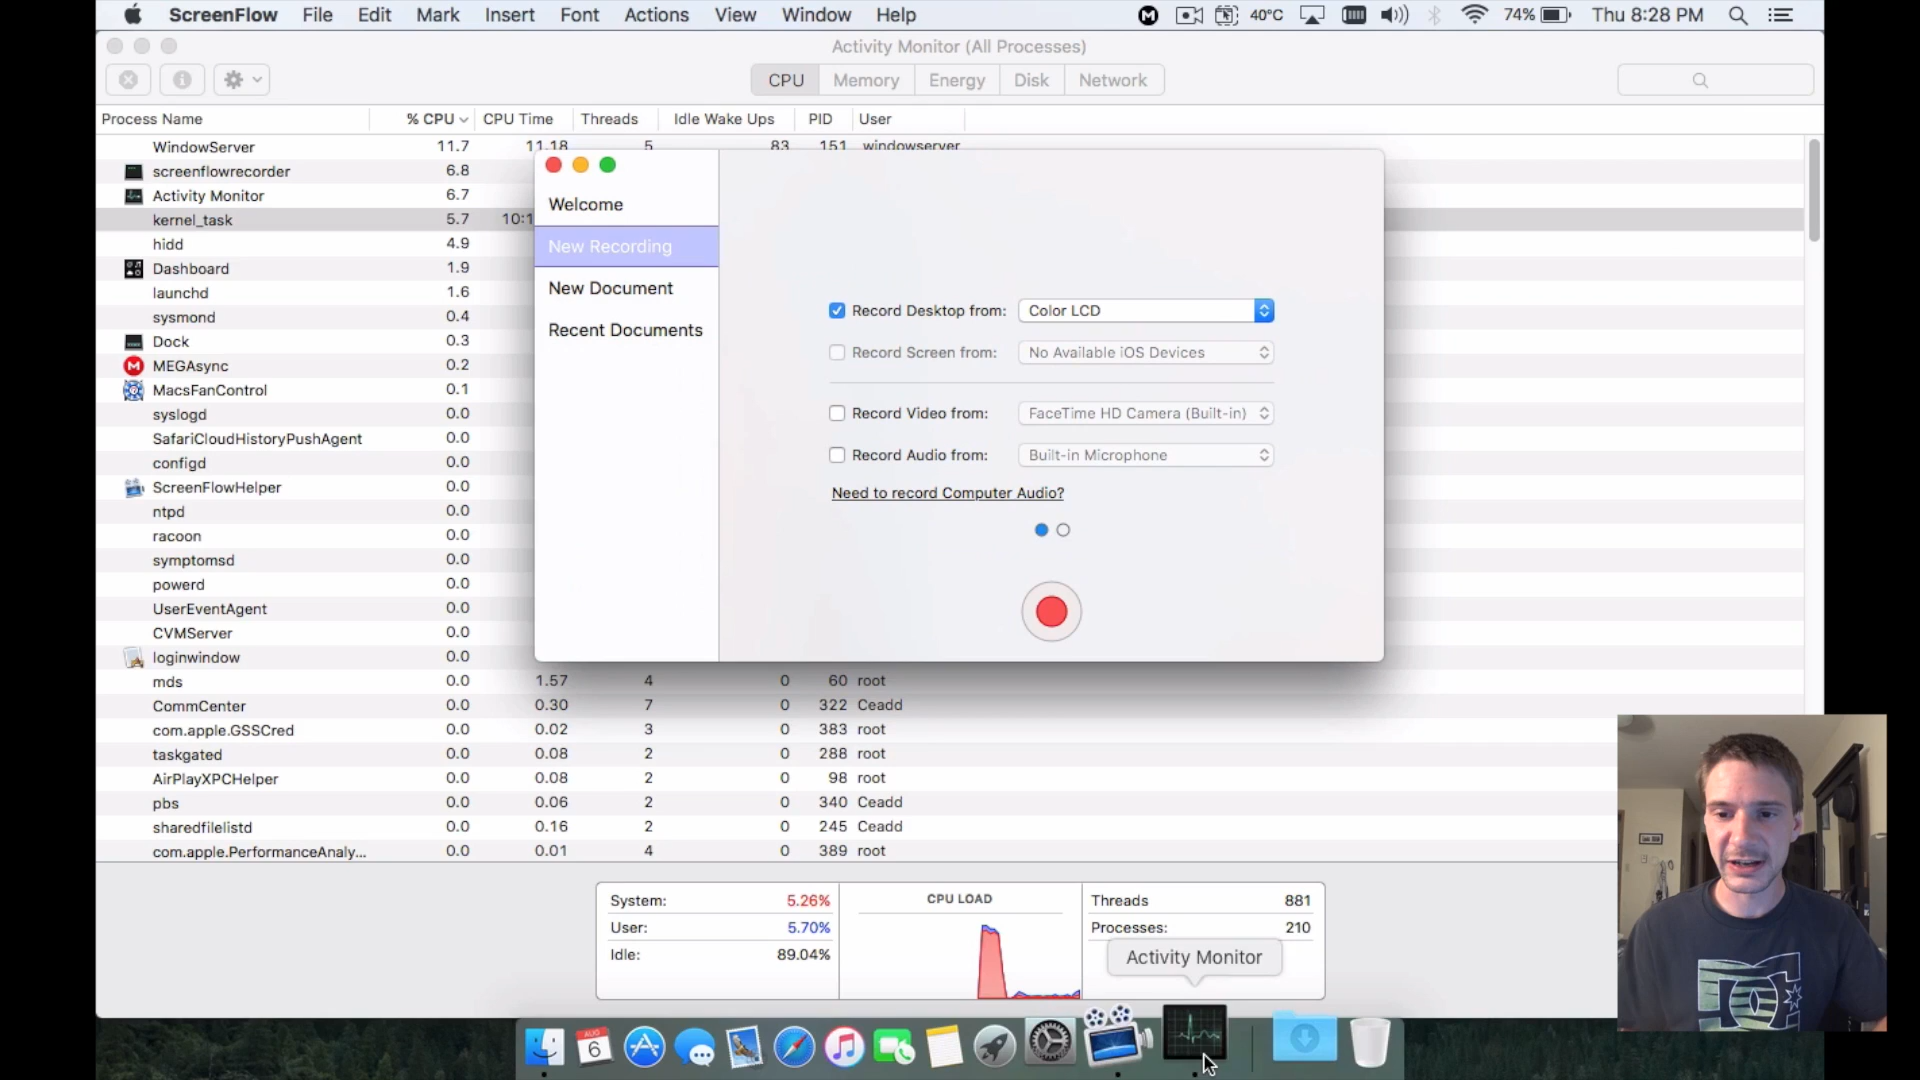 ScreenFlow File Edit Mark Insert Font Actions View Window Help 40°C 74% Thu 8:28 PM
Activity Monitor (All Processes)
CPU Memory Energy Disk Network
Process Name % CPU CPU Time Threads Idle Wake Ups PID User
WindowServer 11.7 11.18 5 83 151 windowserver
screenflowrecorder 6.8
Activity Monitor 6.7
kernel_task 5.7 10:1
hidd 4.9
Dashboard 1.9
launchd 1.6
sysmond 0.4
Dock 0.3
MEGAsync 0.2
MacsFanControl 0.1
syslogd 0.0
SafariCloudHistoryPushAgent 0.0
configd 0.0
ScreenFlowHelper 0.0
ntpd 0.0
racoon 0.0
symptomsd 0.0
powerd 0.0
UserEventAgent 0.0
CVMServer 0.0
loginwindow 0.0
mds 0.0 1.57 4 0 60 root
CommCenter 0.0 0.30 7 0 322 Ceadd
com.apple.GSSCred 0.0 0.02 3 0 383 root
taskgated 0.0 0.08 2 0 288 root
AirPlayXPCHelper 0.0 0.08 2 0 98 root
pbs 0.0 0.06 2 0 340 Ceadd
sharedfilelistd 0.0 0.16 2 0 245 Ceadd
com.apple.PerformanceAnaly... 0.0 0.01 4 0 389 root
Welcome
New Recording
New Document
Recent Documents
Record Desktop from: Color LCD
Record Screen from: No Available iOS Devices
Record Video from: FaceTime HD Camera (Built-in)
Record Audio from: Built-in Microphone
Need to record Computer Audio?
System: 5.26%
User: 5.70%
Idle: 89.04%
CPU LOAD
Threads 881
Processes: 210
Activity Monitor
AUG
6
DC